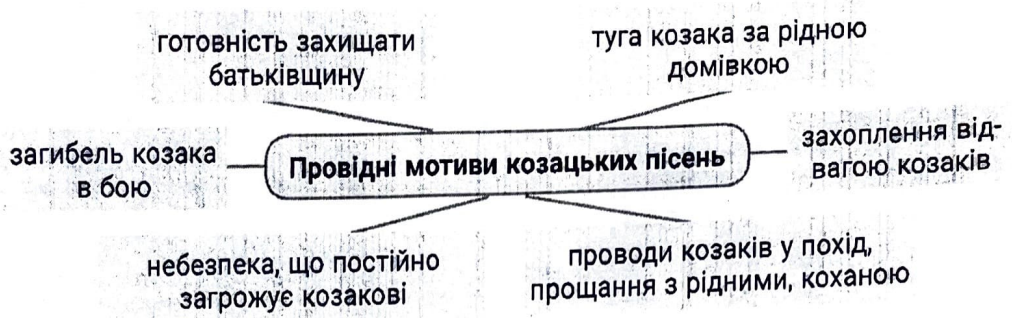 готовність захищати
батьківщину
туга козака за рідною
домівкою
загибель козака
в бою
Провідні мотиви козацьких пісень
захоплення від-
вагою козаків
небезпека, що постійно
загрожує козакові
проводи козаків у похід,
прощання з рідними, коханою